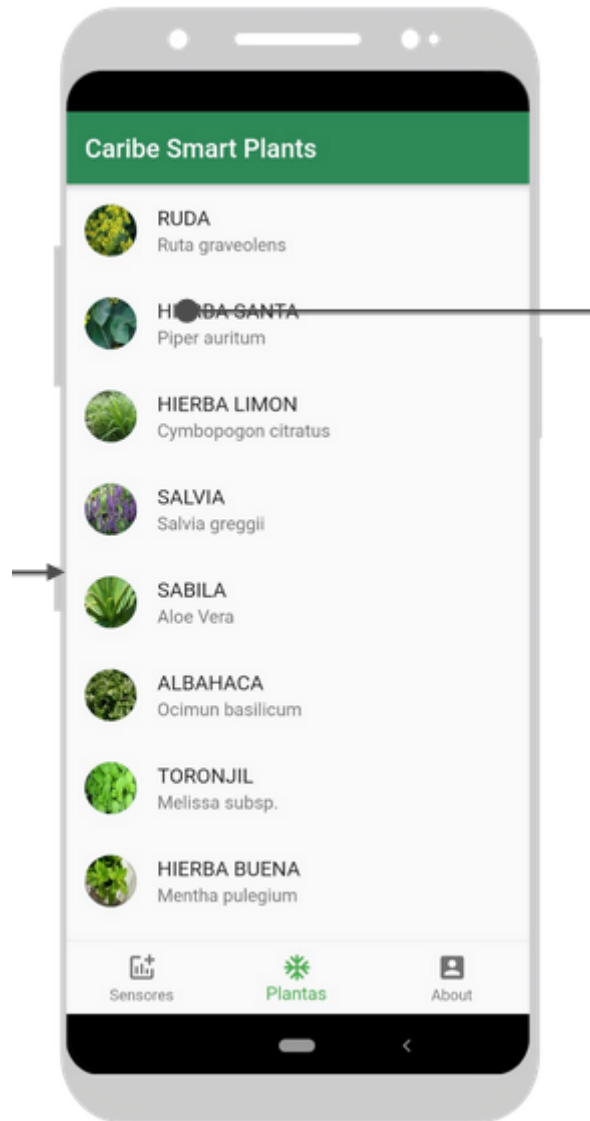 Caribe Smart Plants
RUDA
Ruta graveolens
HIERBA SANTA
Piper auritum
HIERBA LIMON
Cymbopogon citratus
SALVIA
Salvia greggii
SABILA
Aloe Vera
ALBAHACA
Ocimun basilicum
TORONJIL
Melissa subsp.
HIERBA BUENA
Mentha pulegium
Sensores
Plantas
About